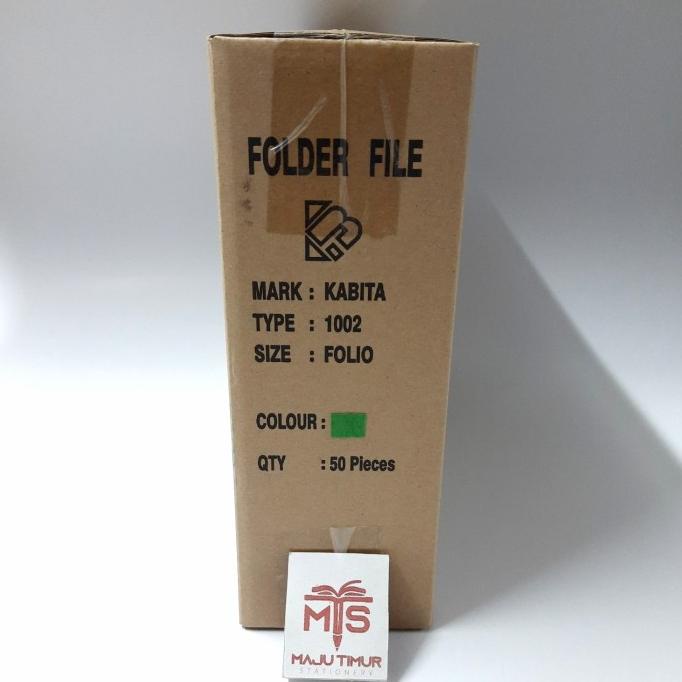 FOLDER FILE
MARK : KABITA
TYPE : 1002
SIZE : FOLIO
COLOUR :
QTY : 50 Pieces
MTS
MAJU TIMUR
STATIONERY